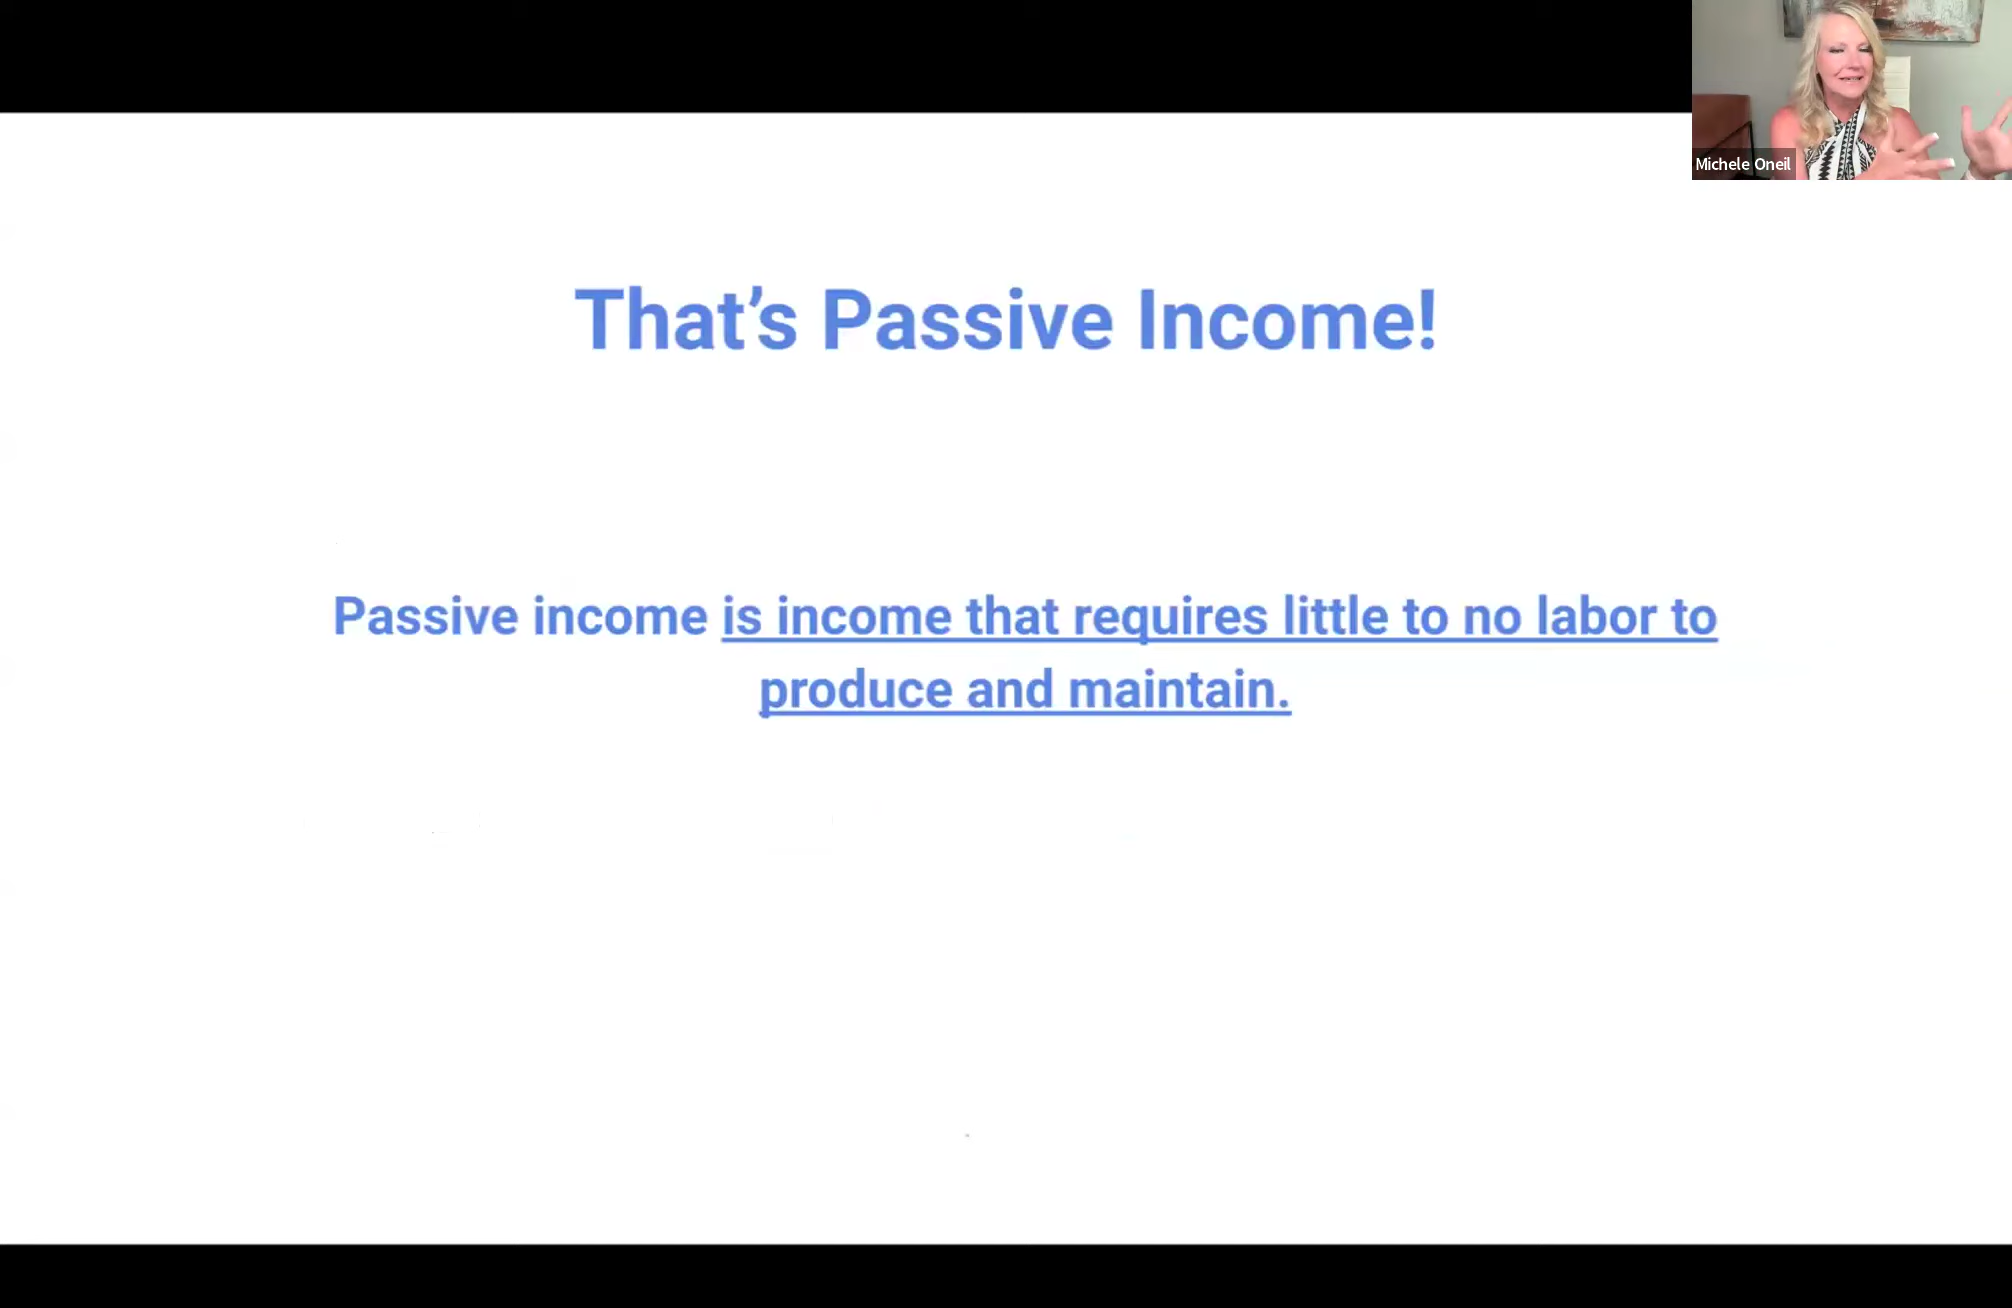 Michele Oneil
That’s Passive Income!
Passive income is income that requires little to no labor to
produce and maintain.